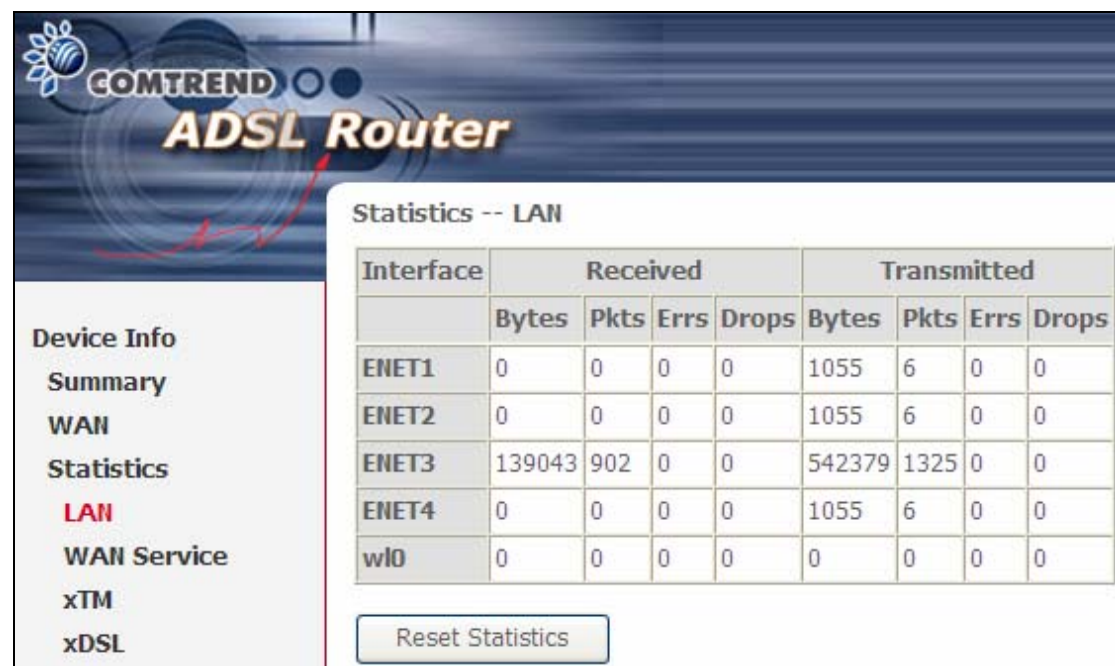 COMTREND
ADSL Router
Statistics -- LAN
Interface Received Transmitted
Bytes Pkts Errs Drops Bytes Pkts Errs Drops
ENET1 0 0 0 0 1055 6 0 0
ENET2 0 0 0 0 1055 6 0 0
ENET3 139043 902 0 0 542379 1325 0 0
ENET4 0 0 0 0 1055 6 0 0
wl0 0 0 0 0 0 0 0 0
Reset Statistics
Device Info
Summary
WAN
Statistics
LAN
WAN Service
xTM
xDSL